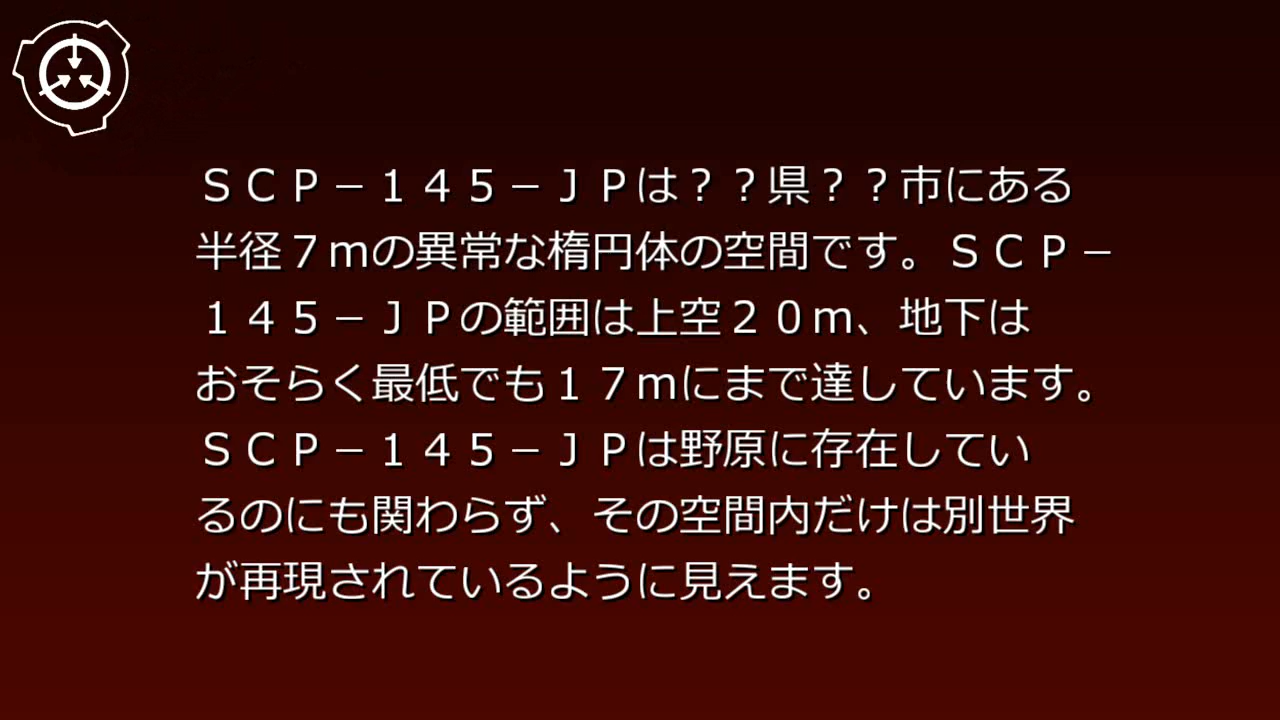 SCP-145-JPは??県??市にある
半径7mの異常な楕円体の空間です。SCP-
145-JPの範囲は上空20m、地下は
おそらく最低でも17mにまで達しています。
SCP-145-JPは野原に存在してい
るのにも関わらず、その空間内だけは別世界
が再現されているように見えます。